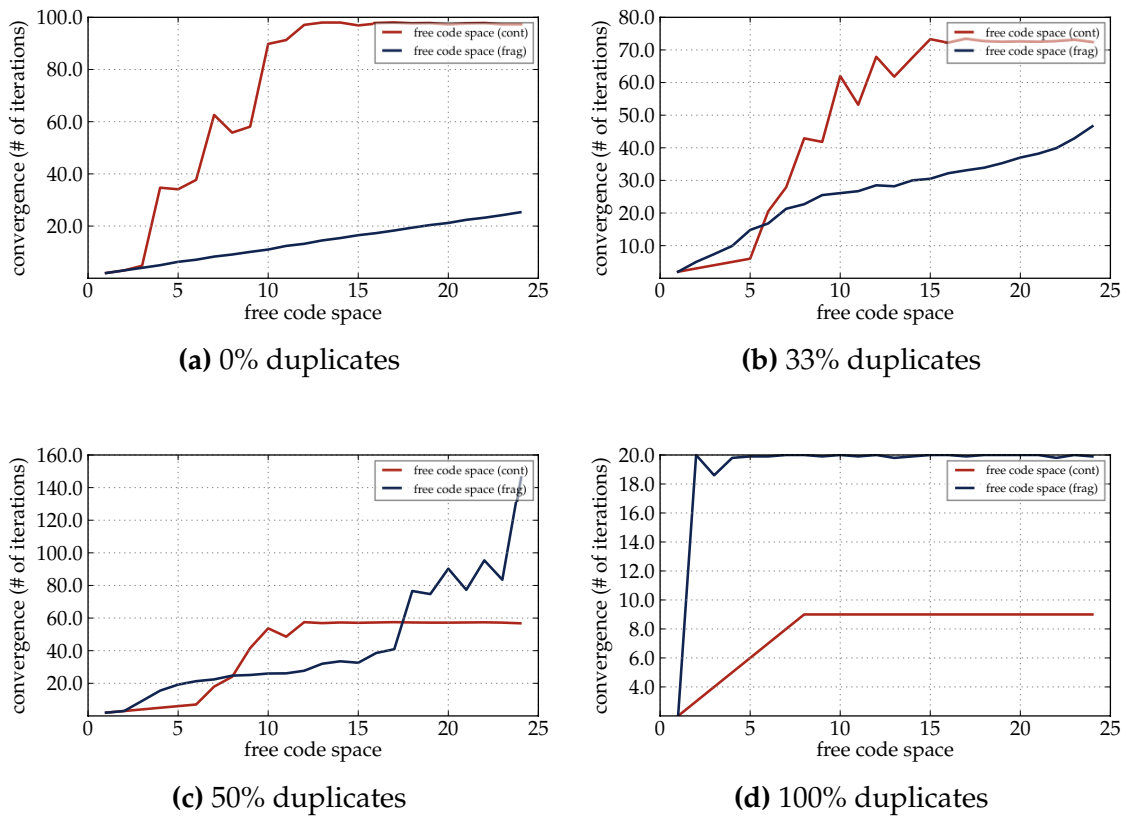 100.0
80.0
60.0
40.0
20.0
convergence (# of iterations)
free code space (cont)
free code space (frag)
0 5 10 15 20 25
free code space
(a) 0% duplicates
80.0
70.0
60.0
50.0
40.0
30.0
20.0
10.0
convergence (# of iterations)
free code space (cont)
free code space (frag)
0 5 10 15 20 25
free code space
(b) 33% duplicates
160.0
140.0
120.0
100.0
80.0
60.0
40.0
20.0
convergence (# of iterations)
free code space (cont)
free code space (frag)
0 5 10 15 20 25
free code space
(c) 50% duplicates
20.0
18.0
16.0
14.0
12.0
10.0
8.0
6.0
4.0
convergence (# of iterations)
free code space (cont)
free code space (frag)
0 5 10 15 20 25
free code space
(d) 100% duplicates